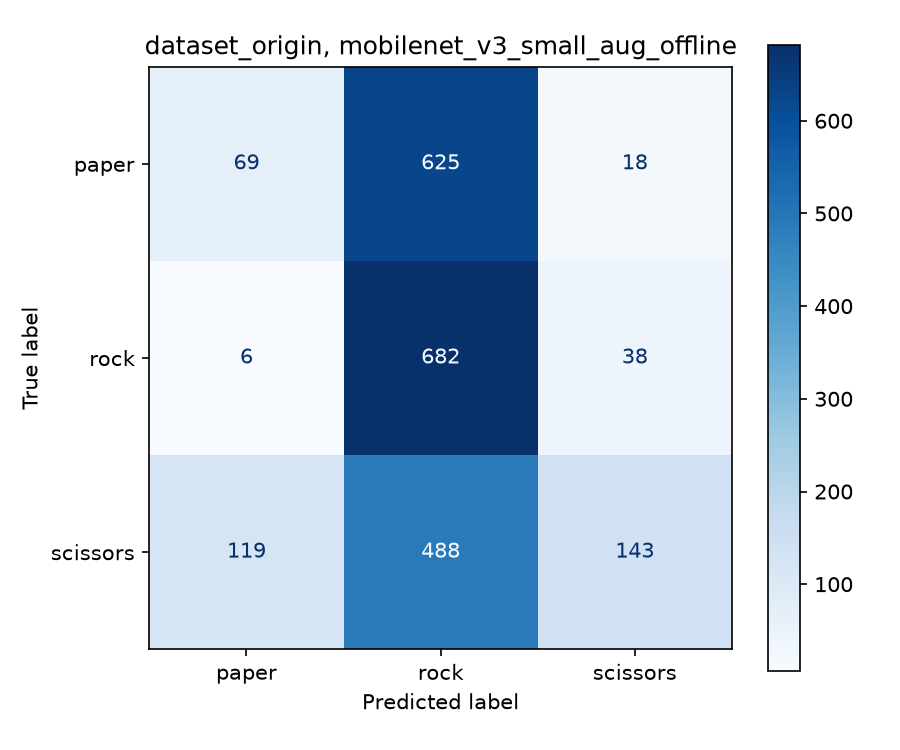 dataset_origin, mobilenet_v3_small_aug_offline
paper 69 625 18
rock 6 682 38
scissors 119 488 143
paper rock scissors
Predicted label
True label
600
500
400
300
200
100